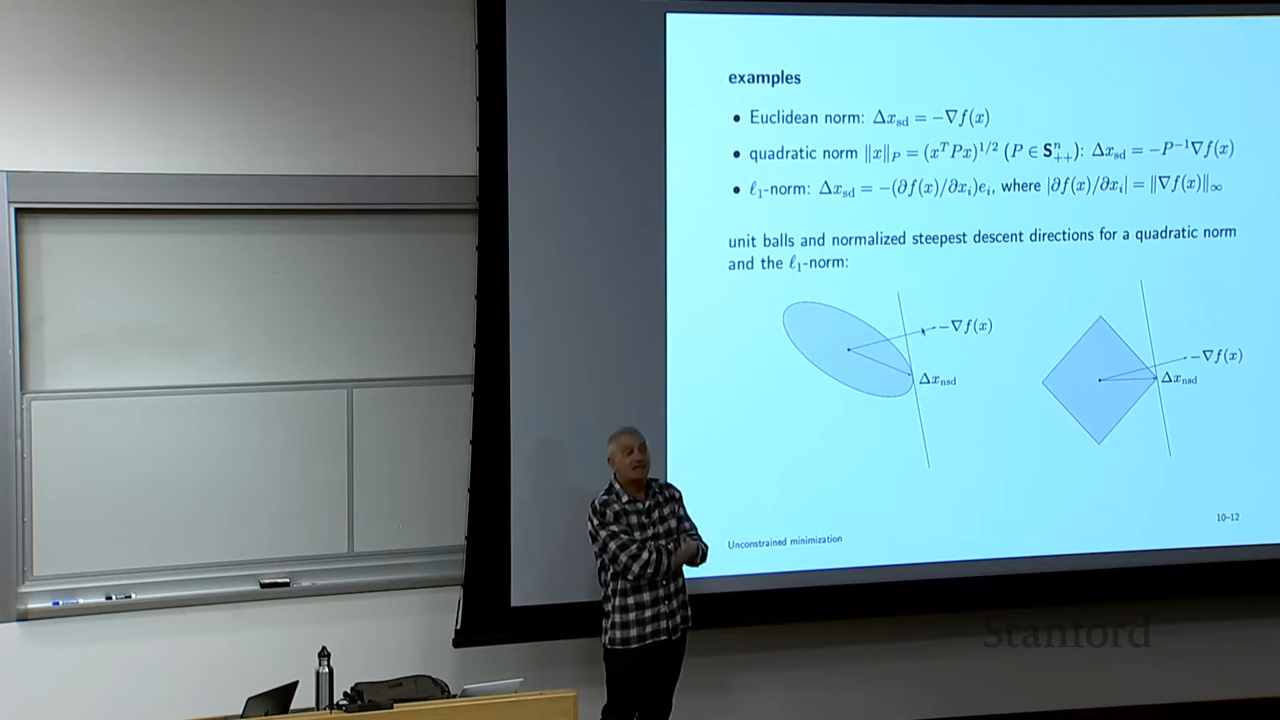 examples
• Euclidean norm: Δx_sd = −∇f(x)
• quadratic norm ‖x‖_P = (x^T Px)^{1/2} (P ∈ S^n_{++}): Δx_sd = −P^{−1}∇f(x)
• ℓ_1-norm: Δx_sd = −(∂f(x)/∂x_i)e_i, where |∂f(x)/∂x_i| = ‖∇f(x)‖_∞
unit balls and normalized steepest descent directions for a quadratic norm
and the ℓ_1-norm:
−∇f(x)
Δx_nsd
−∇f(x)
Δx_nsd
Unconstrained minimization
10–12
Stanford